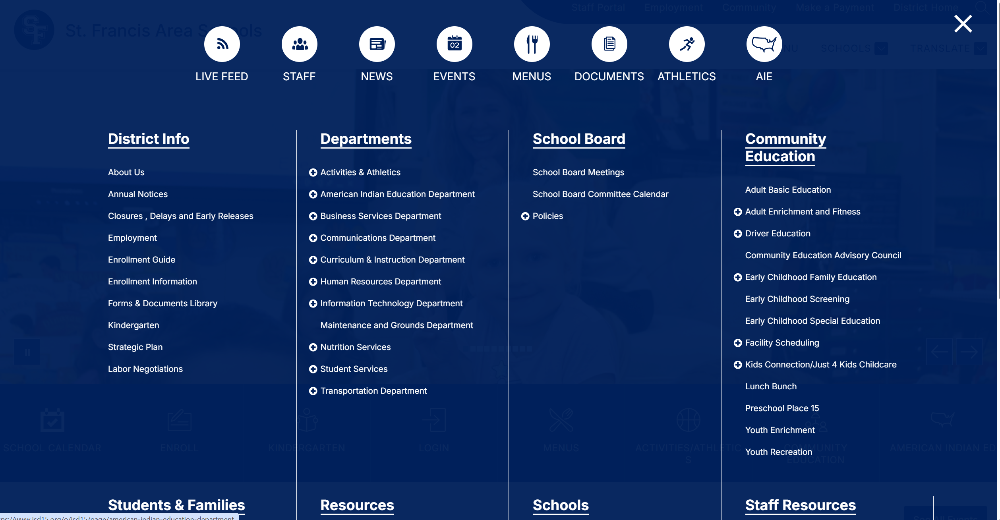 Staff Portal Employment Community Make a Payment District Home
St. Francis Area Schools
SF
02
NU SCHOOLS TRANSLATE
LIVE FEED STAFF NEWS EVENTS MENUS DOCUMENTS ATHLETICS AIE
District Info
About Us
Annual Notices
Closures , Delays and Early Releases
Employment
Enrollment Guide
Enrollment Information
Forms & Documents Library
Kindergarten
Strategic Plan
Labor Negotiations
Departments
Activities & Athletics
American Indian Education Department
Business Services Department
Communications Department
Curriculum & Instruction Department
Human Resources Department
Information Technology Department
Maintenance and Grounds Department
Nutrition Services
Student Services
Transportation Department
School Board
School Board Meetings
School Board Committee Calendar
Policies
Community
Education
Adult Basic Education
Adult Enrichment and Fitness
Driver Education
Community Education Advisory Council
Early Childhood Family Education
Early Childhood Screening
Early Childhood Special Education
Facility Scheduling
Kids Connection/Just 4 Kids Childcare
Lunch Bunch
Preschool Place 15
Youth Enrichment
Youth Recreation
SCHOOL CALENDAR ENROLL KINDERGARTEN LOGIN MENUS ACTIVITIES/ATHLETIC COMMUNITY AMERICAN INDIAN ED
S EDUCATION
Students & Families Resources Schools Staff Resources
See All Events
ps://www.isd15.org/o/isd15/page/american-indian-education-department